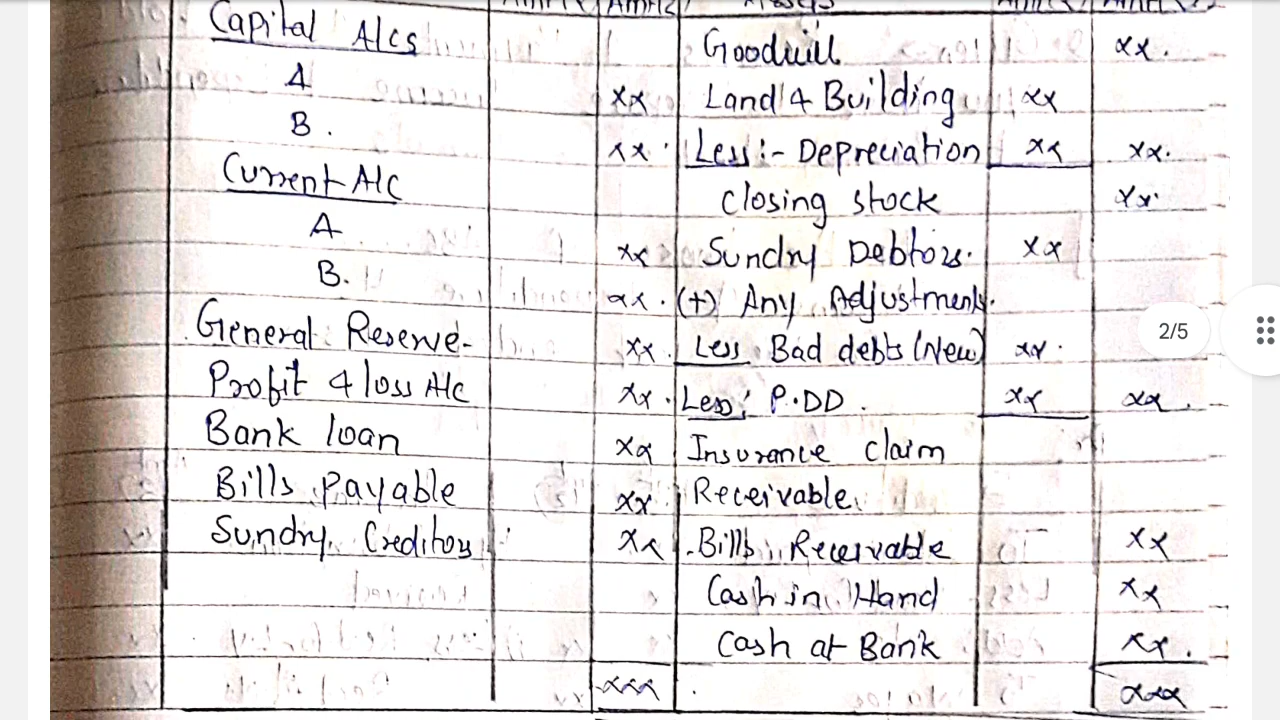 Assets
Capital A/cs Goodwill xx.
A xx Land & Building xx
B. xx. Less:- Depreciation xx xx.
Current A/c closing stock xx.
A xx Sundry Debtors. xx
B. xx. (+) Any Adjustments.
General Reserve. xx Less Bad debts (New) xx.
Profit & loss A/c xx. Less; P.DD. xx xx.
Bank loan xx Insurance claim
Bills Payable xx Receivable.
Sundry Creditors xx Bills Receivable xx
Cash in Hand xx
Cash at Bank xx.
xxx xxx
2/5